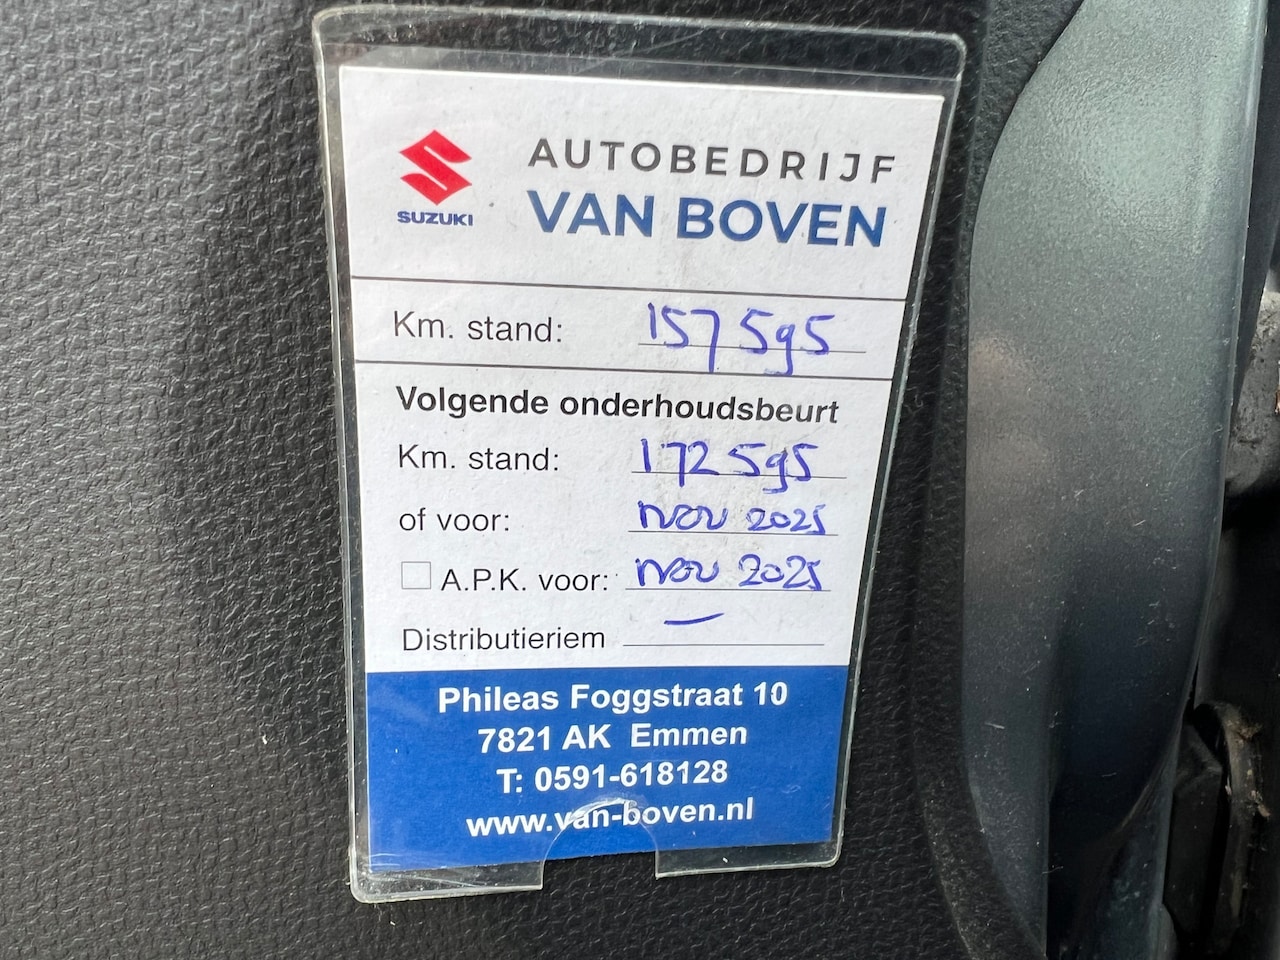 SUZUKI
AUTOBEDRIJF
VAN BOVEN
Km. stand: 157595
Volgende onderhoudsbeurt
Km. stand: 172595
of voor: nov 2025
A.P.K. voor: nov 2025
Distributieriem —
Phileas Foggstraat 10
7821 AK Emmen
T: 0591-618128
www.van-boven.nl